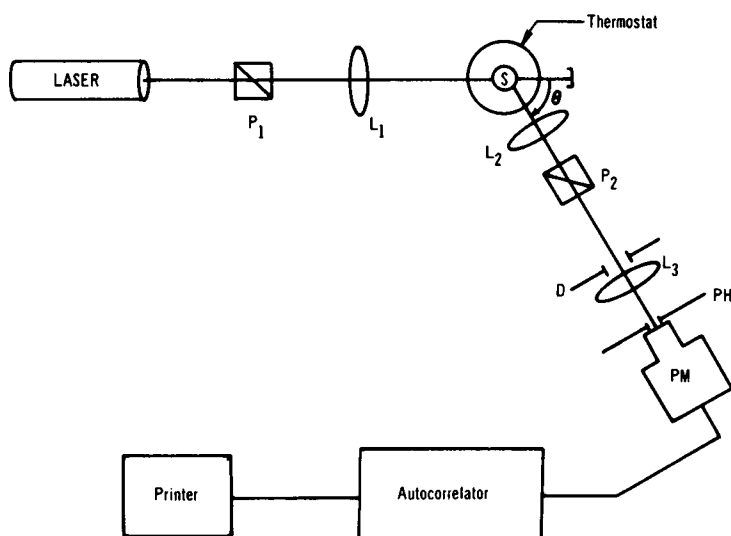 Thermostat
LASER
S
θ
P1
L1
L2
P2
L3
D
PH
PM
Printer
Autocorrelator